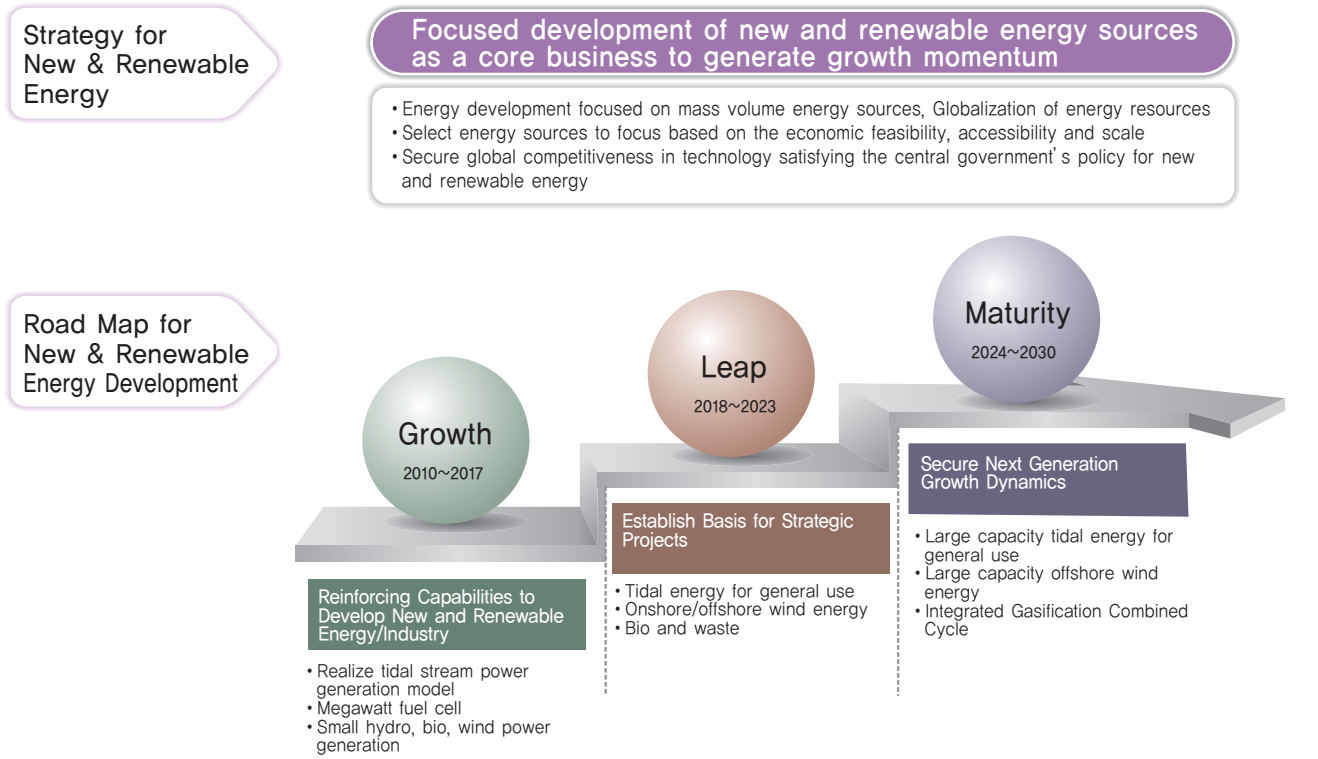 Strategy for
New & Renewable
Energy
Focused development of new and renewable energy sources
as a core business to generate growth momentum
• Energy development focused on mass volume energy sources, Globalization of energy resources
• Select energy sources to focus based on the economic feasibility, accessibility and scale
• Secure global competitiveness in technology satisfying the central government's policy for new
and renewable energy
Road Map for
New & Renewable
Energy Development
Growth
2010~2017
Reinforcing Capabilities to
Develop New and Renewable
Energy/Industry
• Realize tidal stream power
generation model
• Megawatt fuel cell
• Small hydro, bio, wind power
generation
Leap
2018~2023
Establish Basis for Strategic
Projects
• Tidal energy for general use
• Onshore/offshore wind energy
• Bio and waste
Maturity
2024~2030
Secure Next Generation
Growth Dynamics
• Large capacity tidal energy for
general use
• Large capacity offshore wind
energy
• Integrated Gasification Combined
Cycle